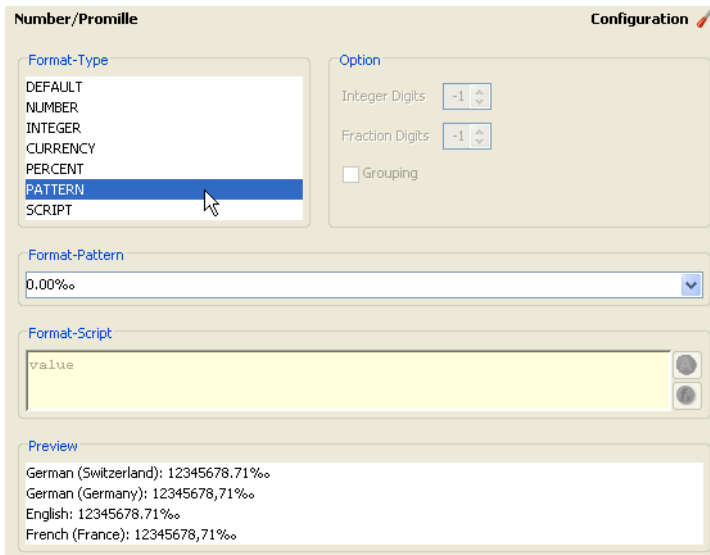 Number/Promille
Configuration
Format-Type
DEFAULT
NUMBER
INTEGER
CURRENCY
PERCENT
PATTERN
SCRIPT
Option
Integer Digits -1
Fraction Digits -1
Grouping
Format-Pattern
0.00‰
Format-Script
value
Preview
German (Switzerland): 12345678.71‰
German (Germany): 12345678,71‰
English: 12345678.71‰
French (France): 12345678,71‰